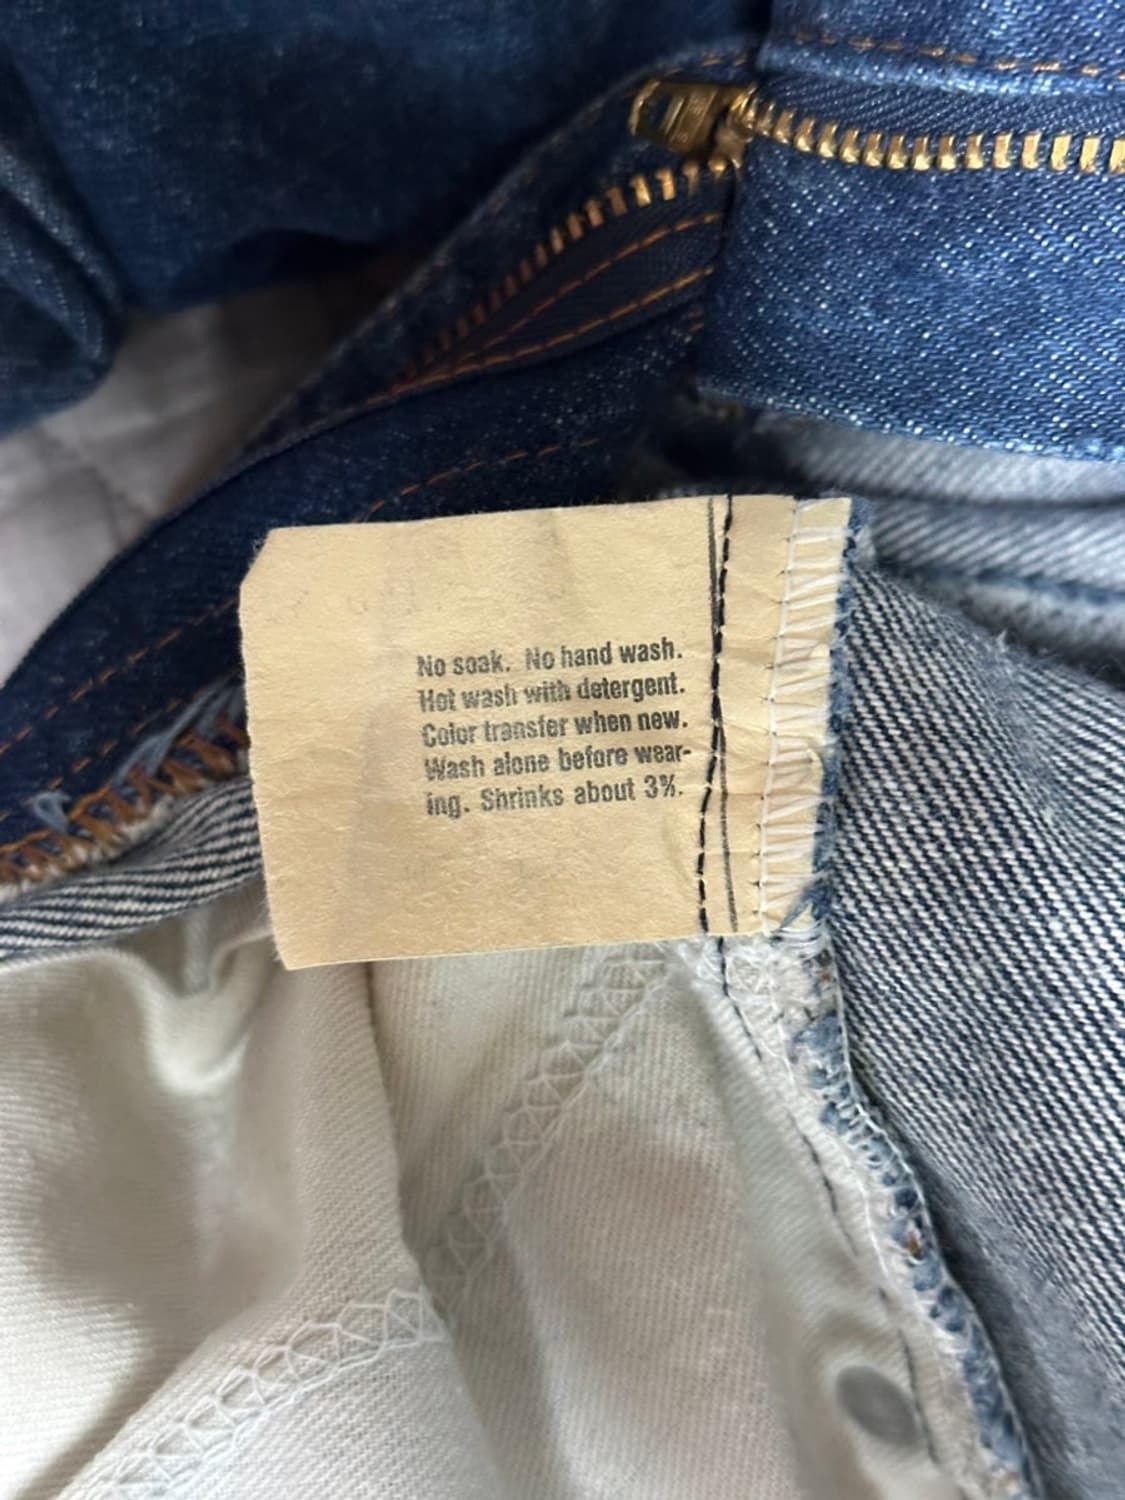 No soak. No hand wash.
Hot wash with detergent.
Color transfer when new.
Wash alone before wear-
ing. Shrinks about 3%.